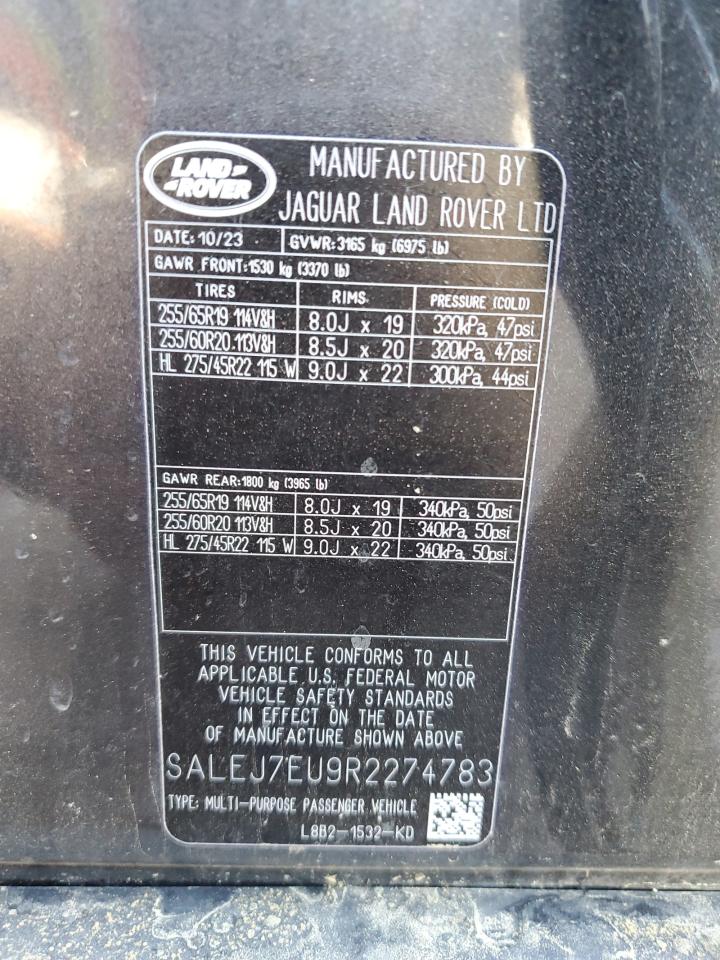 LAND ROVER
MANUFACTURED BY
JAGUAR LAND ROVER LTD
DATE: 10/23 GVWR: 3165 kg (6975 lb)
GAWR FRONT: 1530 kg (3370 lb)
TIRES RIMS PRESSURE (COLD)
255/65R19 114V&H 8.0J x 19 320kPa, 47psi
255/60R20 113V&H 8.5J x 20 320kPa, 47psi
HL 275/45R22 115 W 9.0J x 22 300kPa, 44psi
GAWR REAR: 1800 kg (3965 lb)
255/65R19 114V&H 8.0J x 19 340kPa, 50psi
255/60R20 113V&H 8.5J x 20 340kPa, 50psi
HL 275/45R22 115 W 9.0J x 22 340kPa, 50psi
THIS VEHICLE CONFORMS TO ALL
APPLICABLE U.S. FEDERAL MOTOR
VEHICLE SAFETY STANDARDS
IN EFFECT ON THE DATE
OF MANUFACTURE SHOWN ABOVE
SALEJ7EU9R2274783
TYPE: MULTI-PURPOSE PASSENGER VEHICLE
L8B2-1532-KD